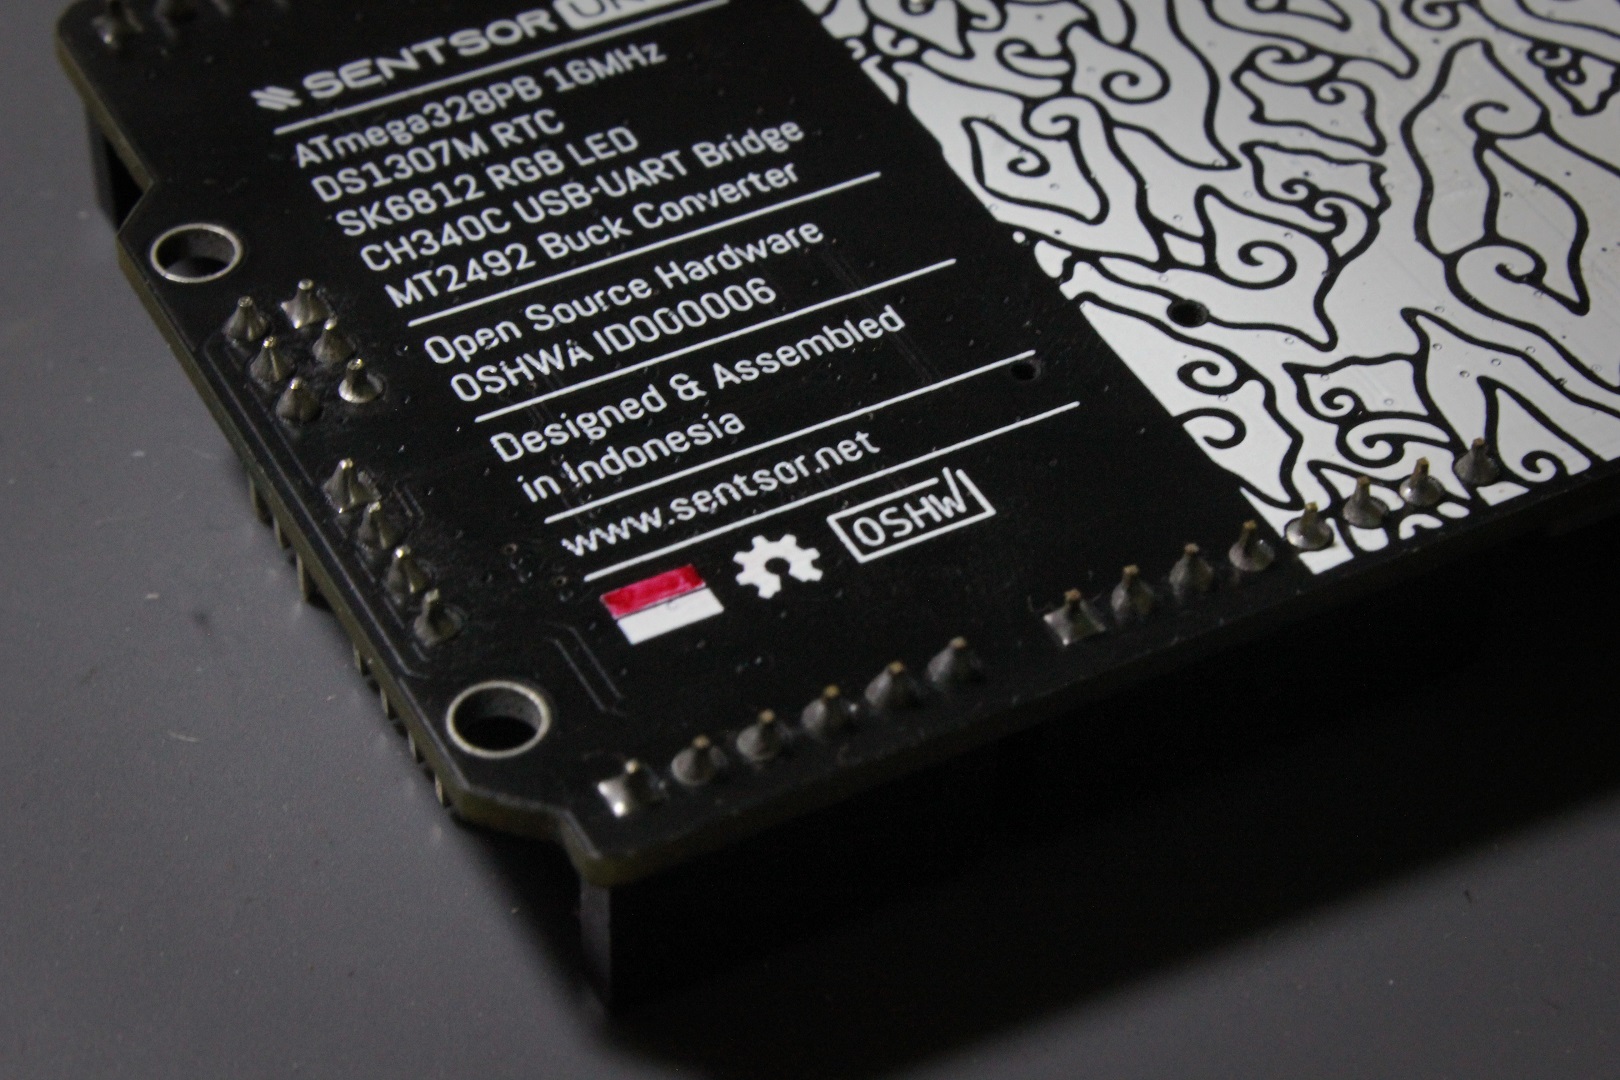 SENTSOR
ATmega328PB 16MHz
DS1307M RTC
SK6812 RGB LED
CH340C USB-UART Bridge
MT2492 Buck Converter
Open Source Hardware
OSHWA ID000006
Designed & Assembled
in Indonesia
www.sentsor.net
OSHW